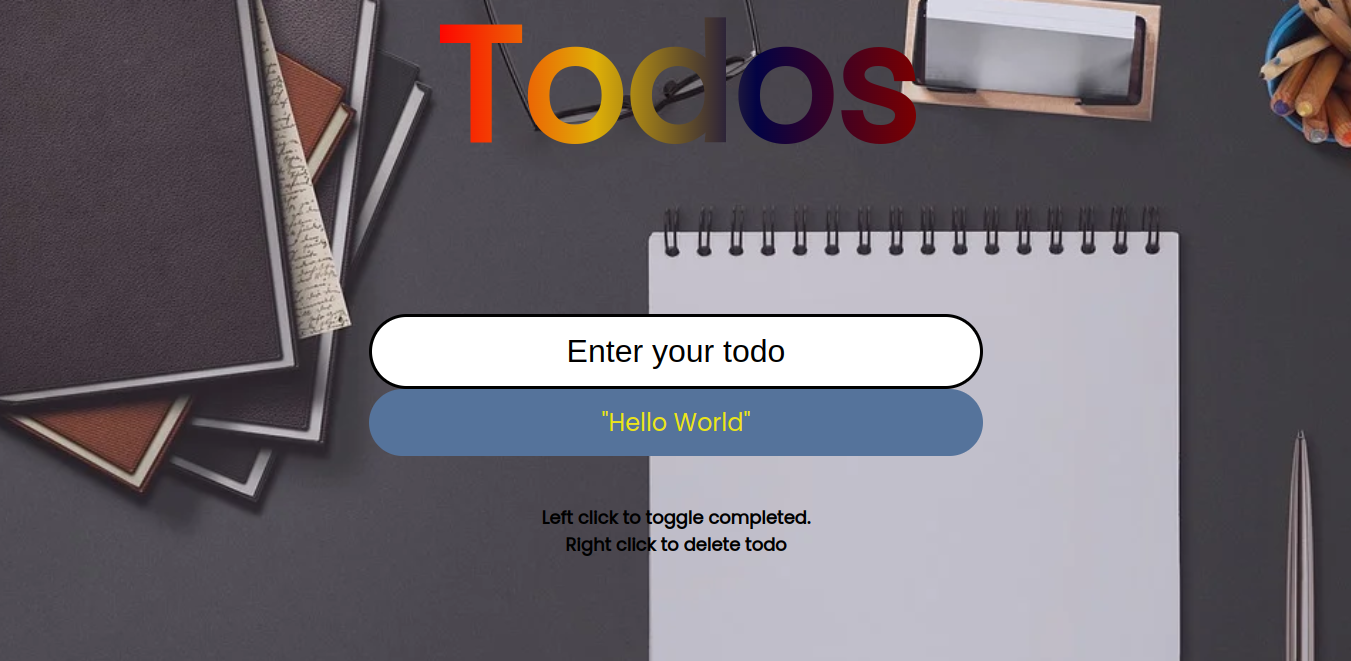 Todos
Enter your todo
"Hello World"
Left click to toggle completed.
Right click to delete todo